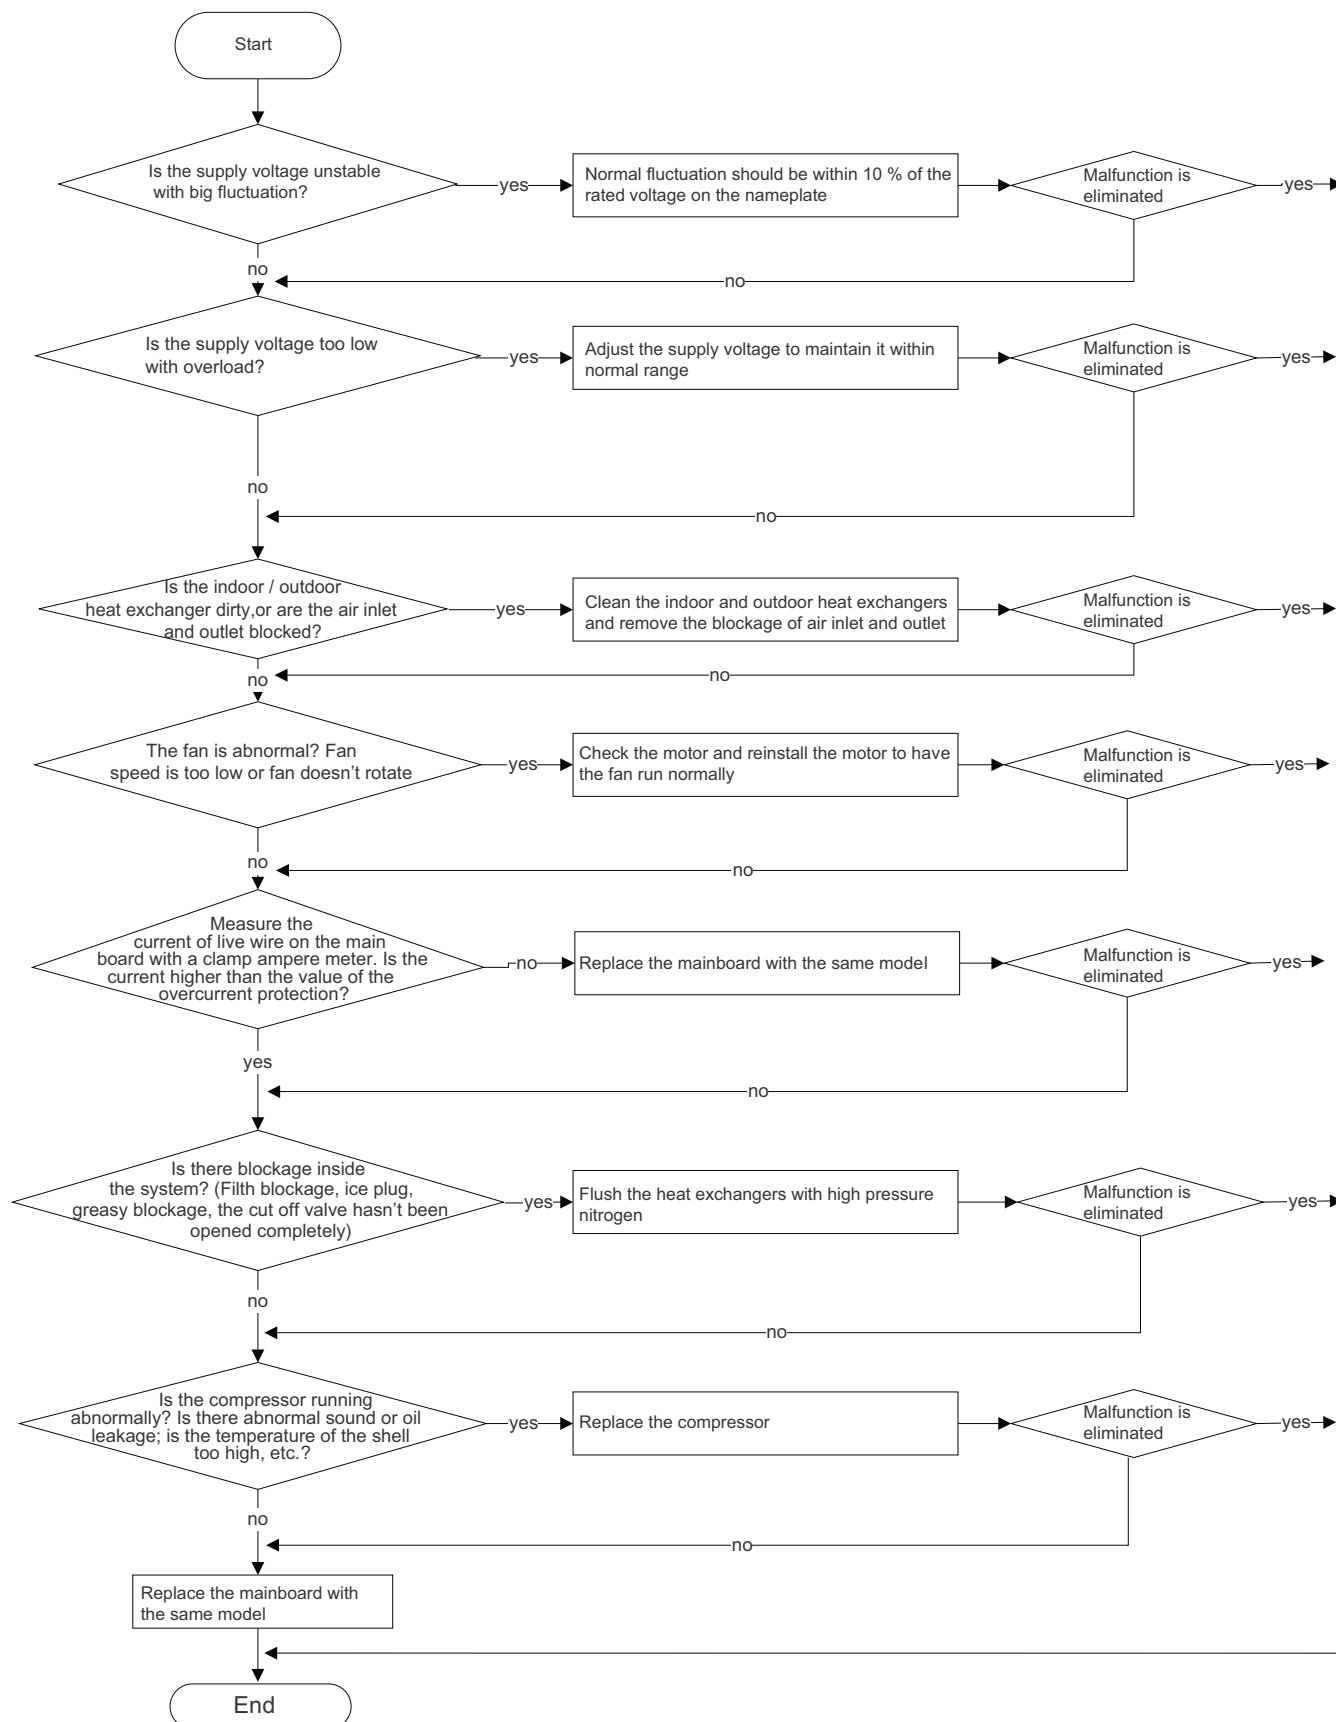 Start
Is the supply voltage unstable
with big fluctuation?
yes
Normal fluctuation should be within 10 % of the
rated voltage on the nameplate
Malfunction is
eliminated
yes
no
no
Is the supply voltage too low
with overload?
yes
Adjust the supply voltage to maintain it within
normal range
Malfunction is
eliminated
yes
no
no
Is the indoor / outdoor
heat exchanger dirty,or are the air inlet
and outlet blocked?
yes
Clean the indoor and outdoor heat exchangers
and remove the blockage of air inlet and outlet
Malfunction is
eliminated
yes
no
no
The fan is abnormal? Fan
speed is too low or fan doesn't rotate
yes
Check the motor and reinstall the motor to have
the fan run normally
Malfunction is
eliminated
yes
no
no
Measure the
current of live wire on the main
board with a clamp ampere meter. Is the
current higher than the value of the
overcurrent protection?
no
Replace the mainboard with the same model
Malfunction is
eliminated
yes
yes
no
Is there blockage inside
the system? (Filth blockage, ice plug,
greasy blockage, the cut off valve hasn't been
opened completely)
yes
Flush the heat exchangers with high pressure
nitrogen
Malfunction is
eliminated
yes
no
no
Is the compressor running
abnormally? Is there abnormal sound or oil
leakage; is the temperature of the shell
too high, etc.?
yes
Replace the compressor
Malfunction is
eliminated
yes
no
no
Replace the mainboard with
the same model
End